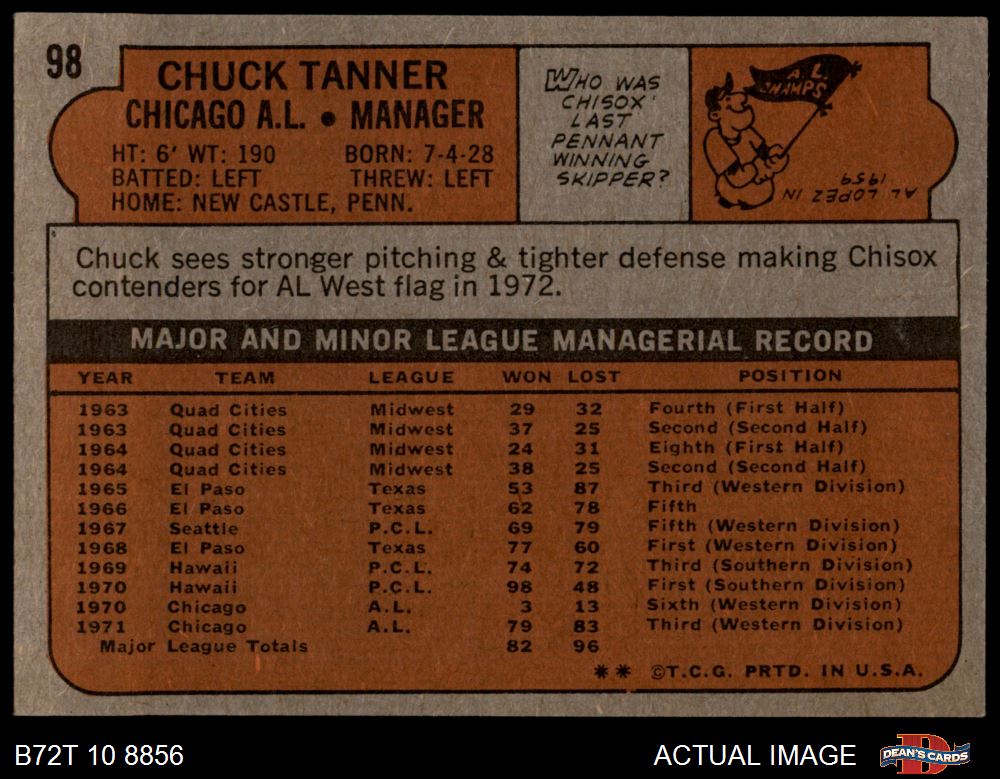 98
CHUCK TANNER
CHICAGO A.L. • MANAGER
HT: 6' WT: 190 BORN: 7-4-28
BATTED: LEFT THREW: LEFT
HOME: NEW CASTLE, PENN.
WHO WAS
CHISOX'
LAST
PENNANT
WINNING
SKIPPER?
A.L.
CHAMPS
AL LOPEZ IN
1959
Chuck sees stronger pitching & tighter defense making Chisox
contenders for AL West flag in 1972.
MAJOR AND MINOR LEAGUE MANAGERIAL RECORD
YEAR TEAM LEAGUE WON LOST POSITION
1963 Quad Cities Midwest 29 32 Fourth (First Half)
1963 Quad Cities Midwest 37 25 Second (Second Half)
1964 Quad Cities Midwest 24 31 Eighth (First Half)
1964 Quad Cities Midwest 38 25 Second (Second Half)
1965 El Paso Texas 53 87 Third (Western Division)
1966 El Paso Texas 62 78 Fifth
1967 Seattle P.C.L. 69 79 Fifth (Western Division)
1968 El Paso Texas 77 60 First (Western Division)
1969 Hawaii P.C.L. 74 72 Third (Southern Division)
1970 Hawaii P.C.L. 98 48 First (Southern Division)
1970 Chicago A.L. 3 13 Sixth (Western Division)
1971 Chicago A.L. 79 83 Third (Western Division)
Major League Totals 82 96
** ©T.C.G. PRTD. IN U.S.A.
B72T 10 8856 ACTUAL IMAGE DEAN'S CARDS